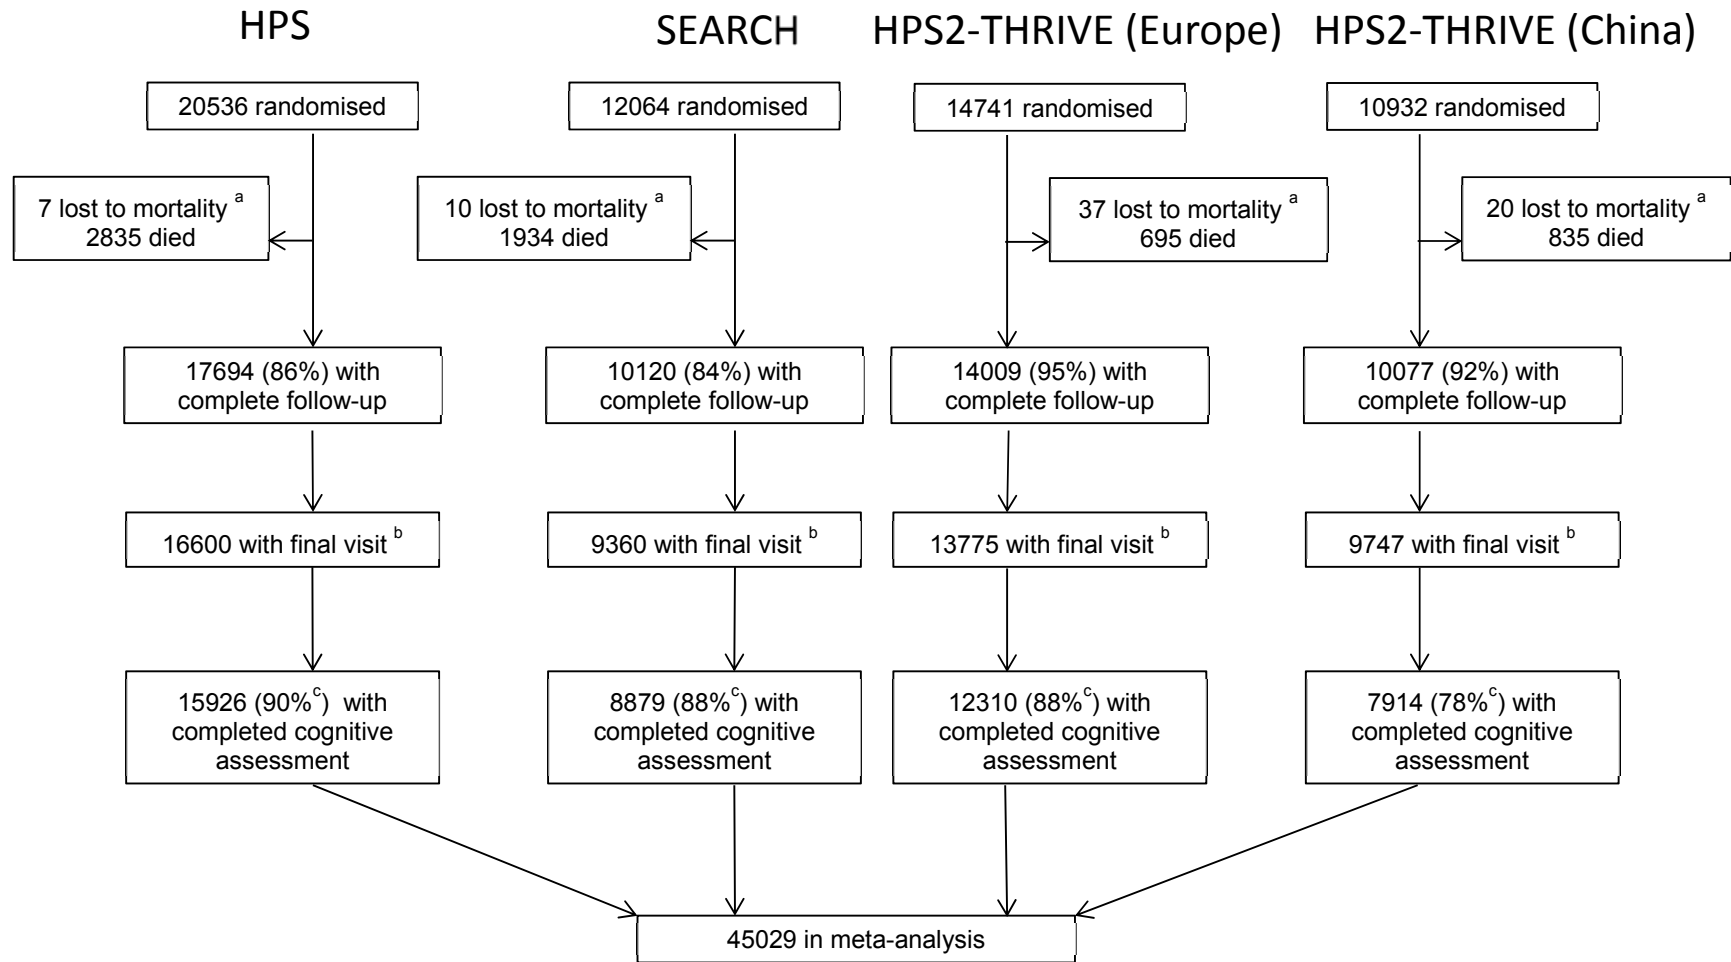 HPS
SEARCH
HPS2-THRIVE (Europe)
HPS2-THRIVE (China)
20536 randomised
12064 randomised
14741 randomised
10932 randomised
7 lost to mortality a
2835 died
10 lost to mortality a
1934 died
37 lost to mortality a
695 died
20 lost to mortality a
835 died
17694 (86%) with
complete follow-up
10120 (84%) with
complete follow-up
14009 (95%) with
complete follow-up
10077 (92%) with
complete follow-up
16600 with final visit b
9360 with final visit b
13775 with final visit b
9747 with final visit b
15926 (90%c) with
completed cognitive
assessment
8879 (88%c) with
completed cognitive
assessment
12310 (88%c) with
completed cognitive
assessment
7914 (78%c) with
completed cognitive
assessment
45029 in meta-analysis